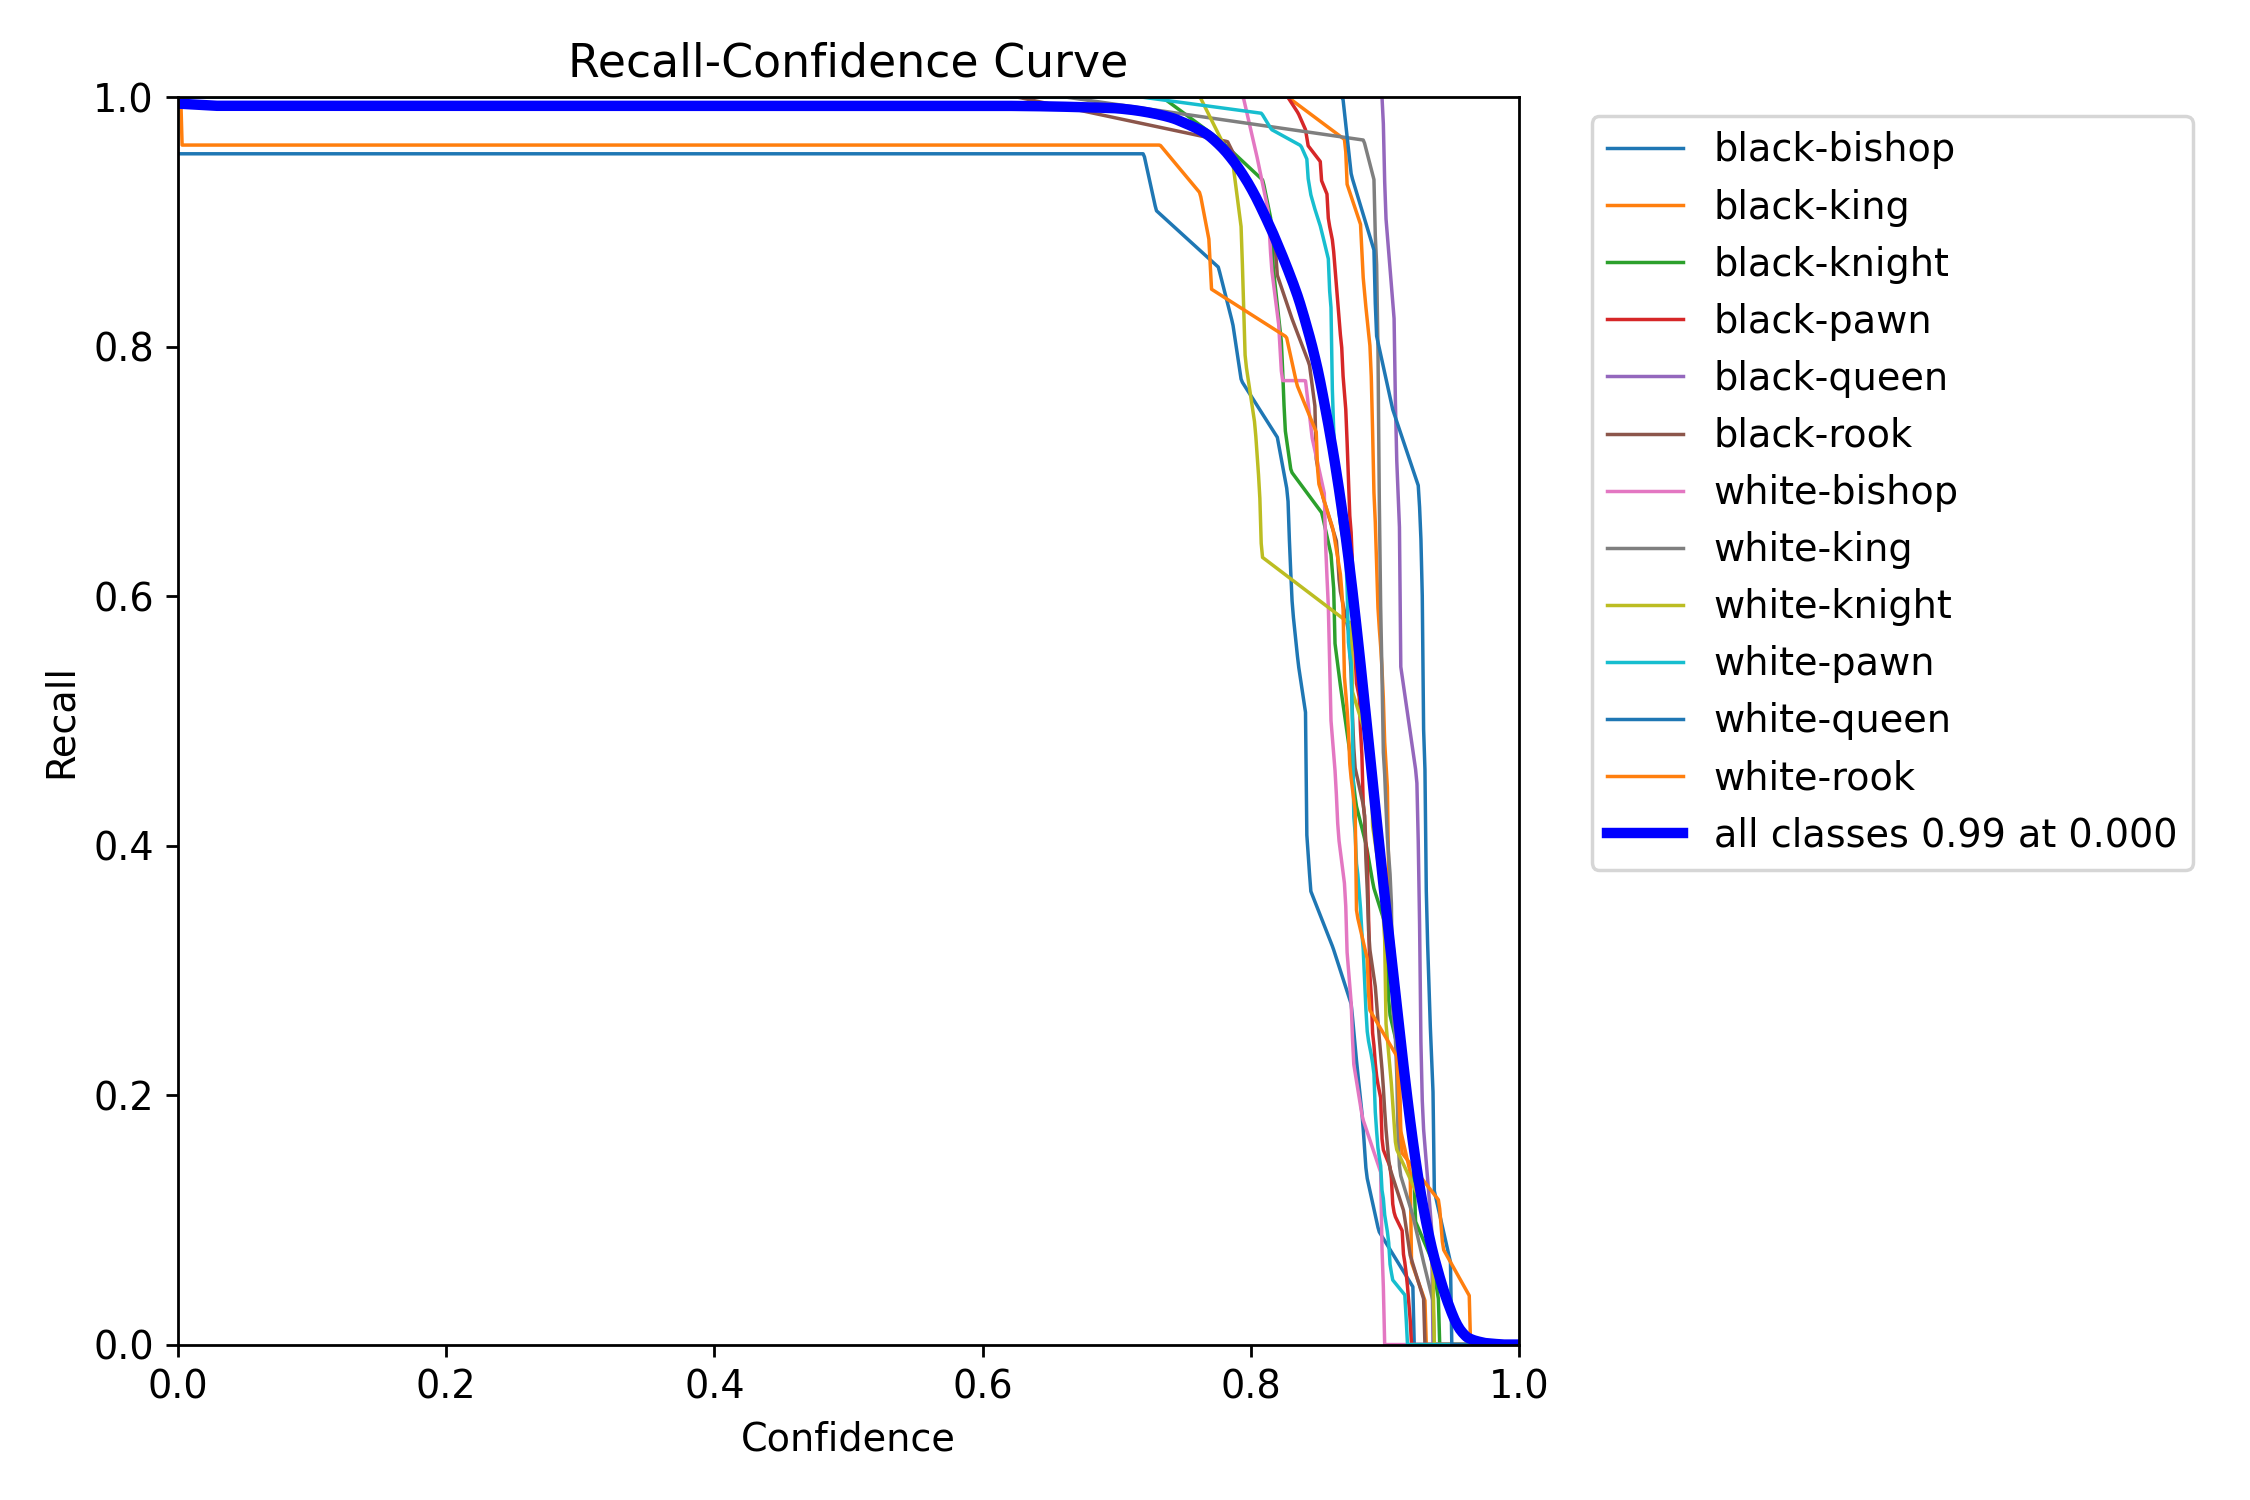 Recall-Confidence Curve
1.0
0.8
0.6
0.4
0.2
0.0
Recall
0.0 0.2 0.4 0.6 0.8 1.0
Confidence
black-bishop
black-king
black-knight
black-pawn
black-queen
black-rook
white-bishop
white-king
white-knight
white-pawn
white-queen
white-rook
all classes 0.99 at 0.000